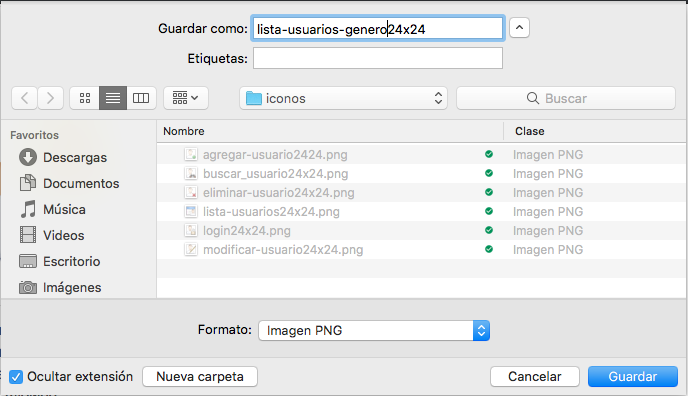 Guardar como: lista-usuarios-genero24x24
Etiquetas:
iconos
Buscar
Favoritos
Descargas
Documentos
Música
Videos
Escritorio
Imágenes
Nombre Clase
agregar-usuario2424.png Imagen PNG
buscar_usuario24x24.png Imagen PNG
eliminar-usuario24x24.png Imagen PNG
lista-usuarios24x24.png Imagen PNG
login24x24.png Imagen PNG
modificar-usuario24x24.png Imagen PNG
Formato: Imagen PNG
Ocultar extensión Nueva carpeta Cancelar Guardar